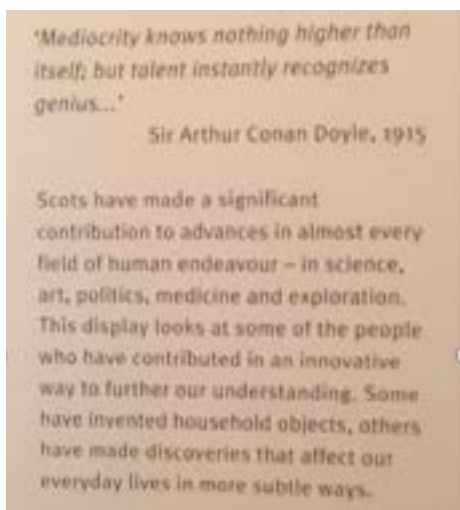 'Mediocrity knows nothing higher than
itself; but talent instantly recognizes
genius...'
Sir Arthur Conan Doyle, 1915
Scots have made a significant
contribution to advances in almost every
field of human endeavour – in science,
art, politics, medicine and exploration.
This display looks at some of the people
who have contributed in an innovative
way to further our understanding. Some
have invented household objects, others
have made discoveries that affect our
everyday lives in more subtle ways.